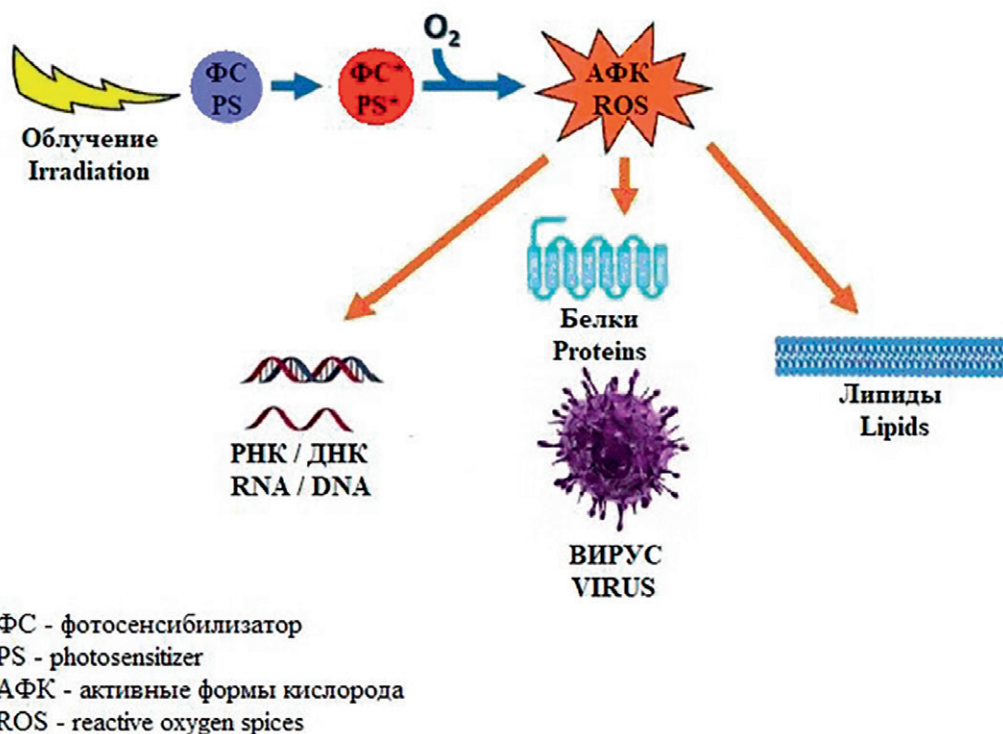 O₂
ФС
PS
ФС*
PS*
АФК
ROS
Облучение
Irradiation
Белки
Proteins
РНК / ДНК
RNA / DNA
Липиды
Lipids
ВИРУС
VIRUS
ФС - фотосенсибилизатор
PS - photosensitizer
АФК - активные формы кислорода
ROS - reactive oxygen spices